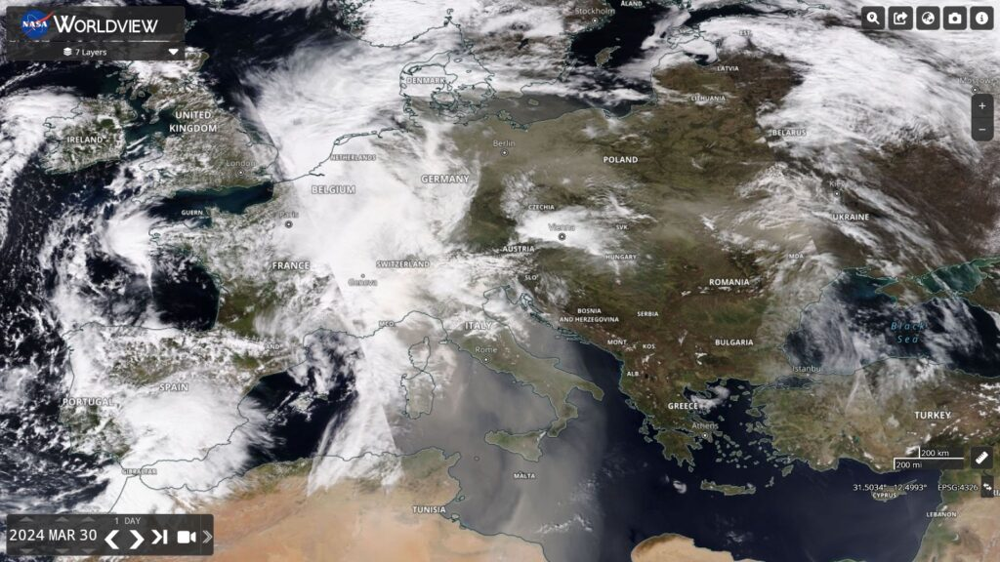 Stockholm
ÅLAND
NASA WORLDVIEW
EST.
7 Layers
LATVIA
DENMARK
LITHUANIA
UNITED
KINGDOM
IRELAND
BELARUS
Berlin
NETHERLANDS
POLAND
London
BELGIUM
GERMANY
GUERN.
Paris
CZECHIA
UKRAINE
Vienna
SVK.
AUSTRIA
HUNGARY
MDA.
FRANCE
SWITZERLAND
Geneva
SLO.
ROMANIA
BOSNIA
AND HERZEGOVINA
SERBIA
MCO.
ITALY
Black
Sea
MONT.
KOS.
BULGARIA
Rome
Istanbul
ALB.
SPAIN
PORTUGAL
GREECE
TURKEY
Athens
200 km
200 mi
GIBRALTAR
MALTA
31.5034°, -12.4993° EPSG:4326
CYPRUS
TUNISIA
LEBANON
1 DAY
2024 MAR 30